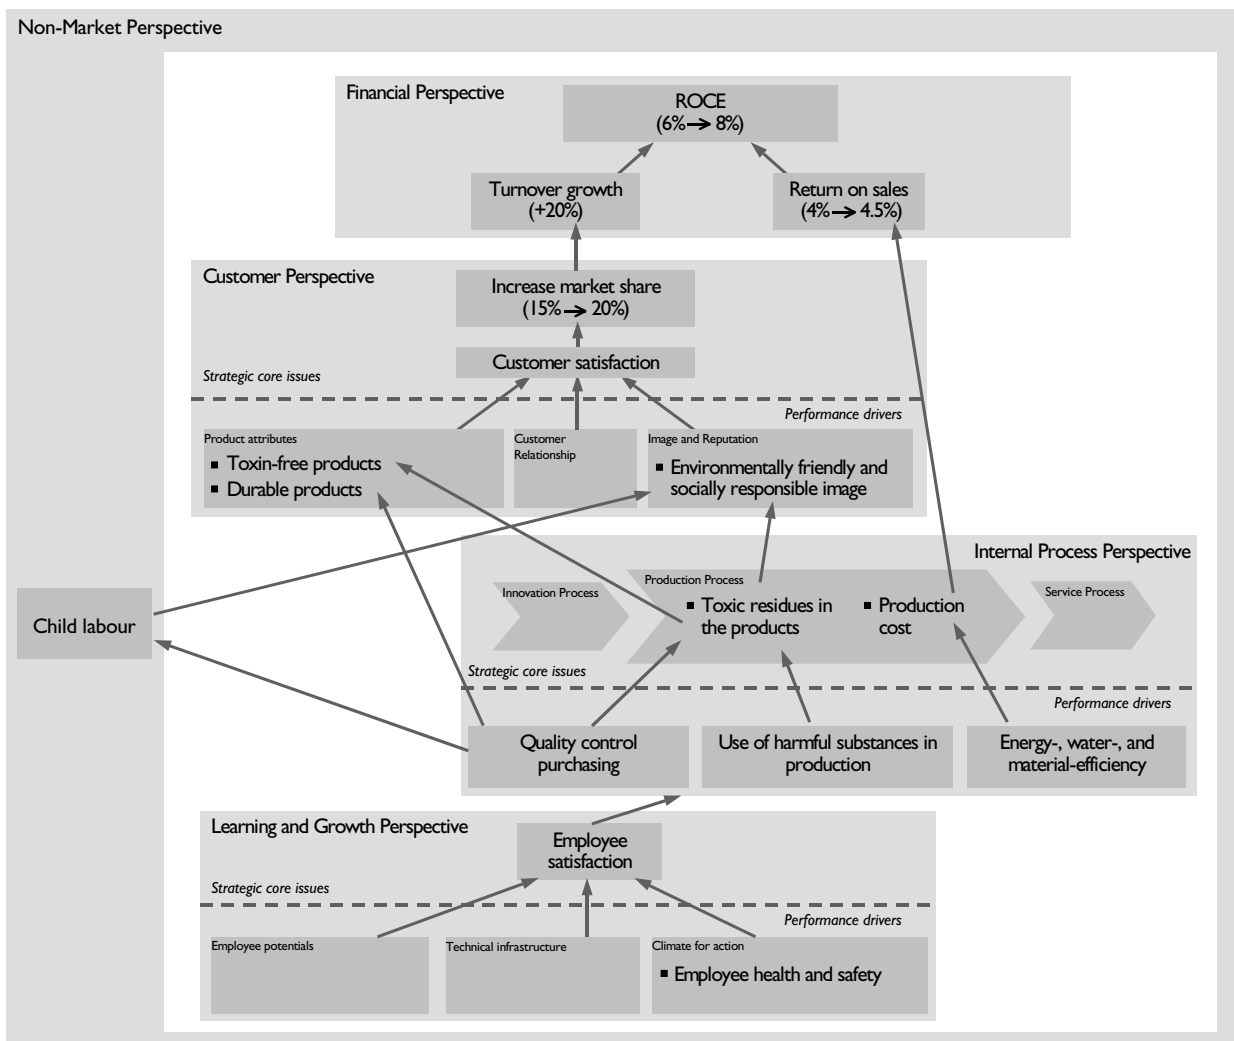 Non-Market Perspective
Financial Perspective
ROCE
(6%→ 8%)
Turnover growth
(+20%)
Return on sales
(4%→ 4.5%)
Customer Perspective
Increase market share
(15%→ 20%)
Customer satisfaction
Strategic core issues
Performance drivers
Product attributes
▪ Toxin-free products
▪ Durable products
Customer
Relationship
Image and Reputation
▪ Environmentally friendly and
socially responsible image
Internal Process Perspective
Innovation Process
Production Process
▪ Toxic residues in
the products
▪ Production
cost
Service Process
Child labour
Strategic core issues
Performance drivers
Quality control
purchasing
Use of harmful substances in
production
Energy-, water-, and
material-efficiency
Learning and Growth Perspective
Employee
satisfaction
Strategic core issues
Performance drivers
Employee potentials
Technical infrastructure
Climate for action
▪ Employee health and safety